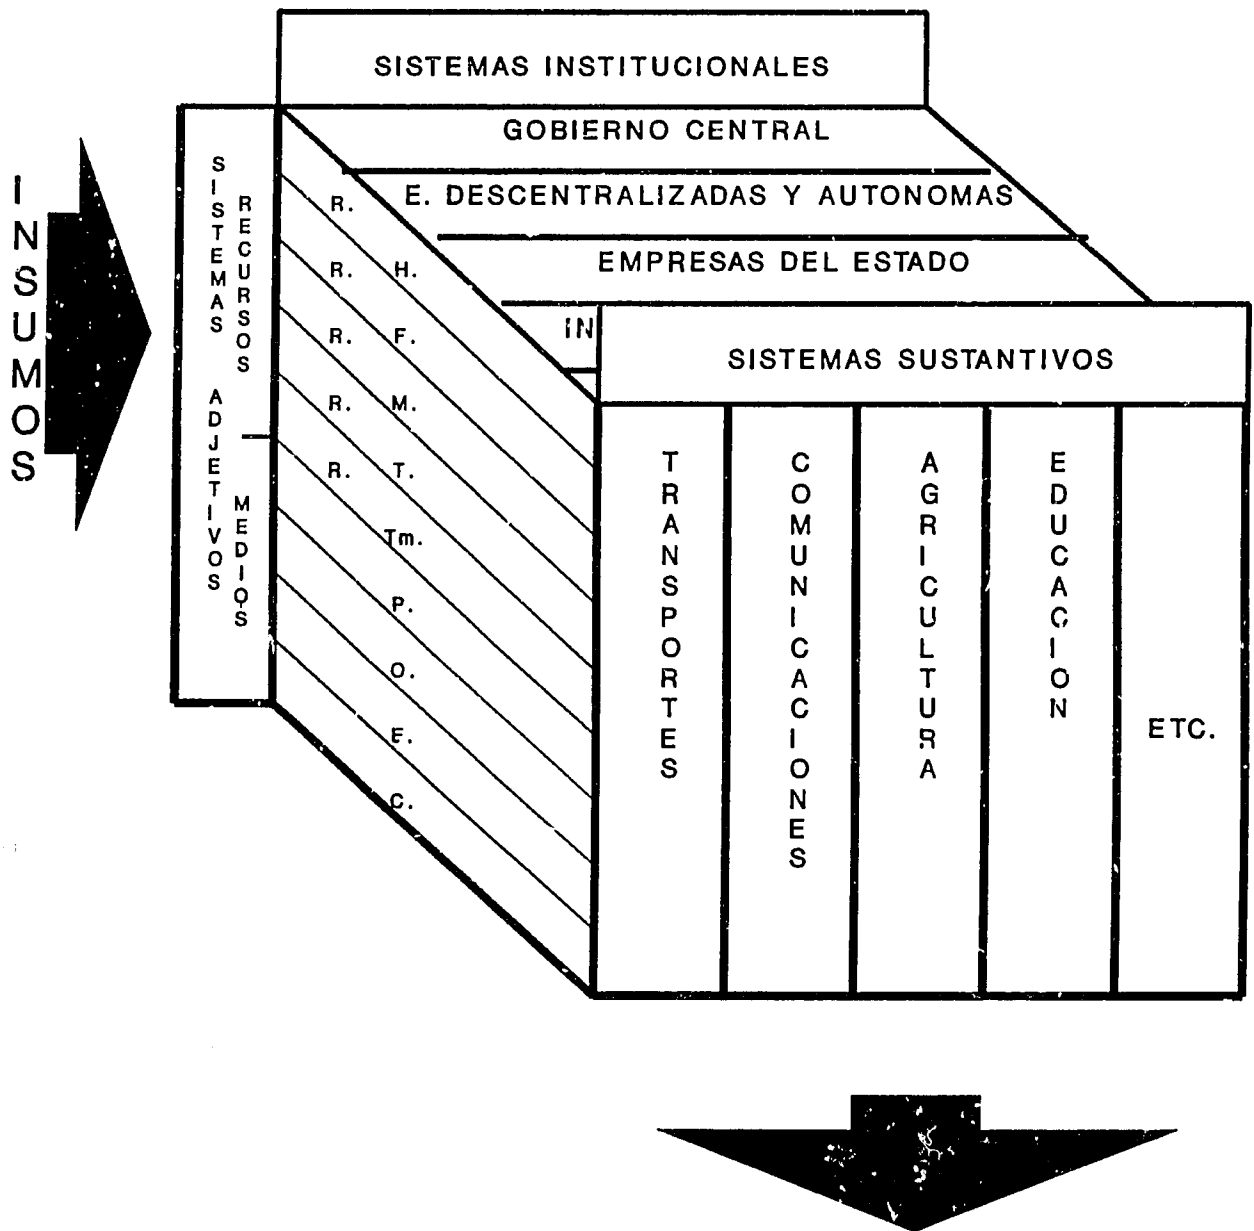 SISTEMAS INSTITUCIONALES
GOBIERNO CENTRAL
E. DESCENTRALIZADAS Y AUTONOMAS
EMPRESAS DEL ESTADO
IN
INSUMOS
SISTEMAS ADJETIVOS
RECURSOS
MEDIOS
R. H.
R. F.
R. M.
R. T.
R. Tm.
P.
O.
E.
C.
SISTEMAS SUSTANTIVOS
TRANSPORTES
COMUNICACIONES
AGRICULTURA
EDUCACION
ETC.